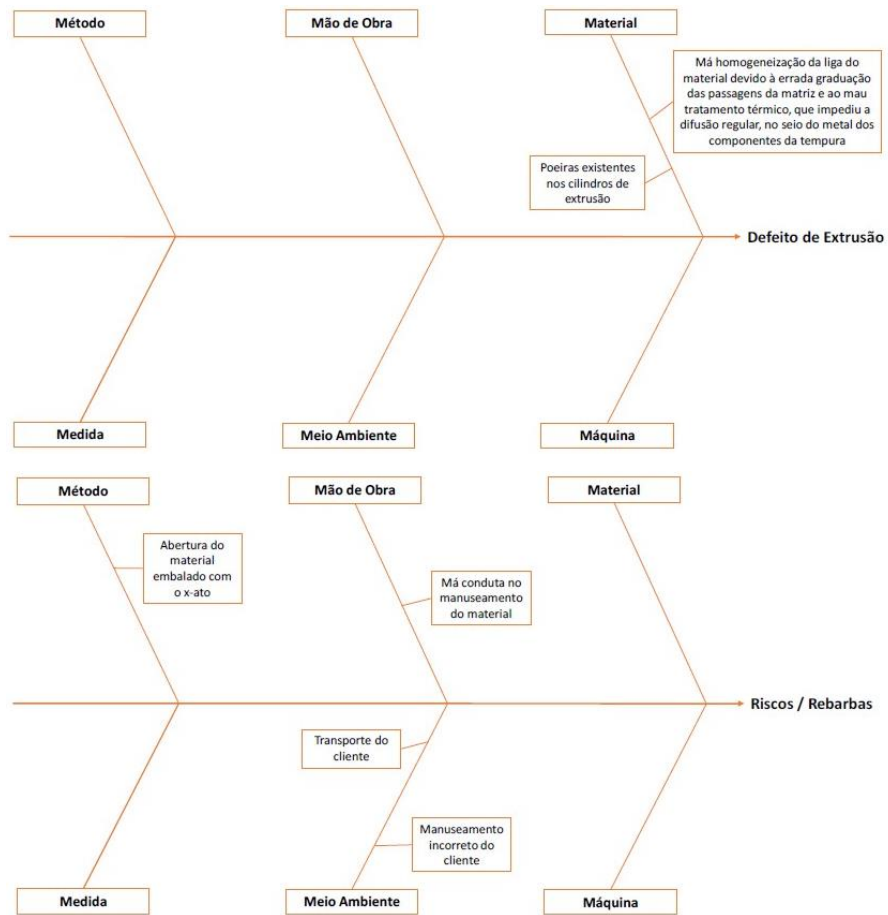 Método
Mão de Obra
Material
Má homogeneização da liga do
material devido à errada graduação
das passagens da matriz e ao mau
tratamento térmico, que impediu a
difusão regular, no seio do metal dos
componentes da tempura
Poeiras existentes
nos cilindros de
extrusão
Defeito de Extrusão
Medida
Meio Ambiente
Máquina
Método
Mão de Obra
Material
Abertura do
material
embalado com
o x-ato
Má conduta no
manuseamento
do material
Riscos / Rebarbas
Transporte do
cliente
Manuseamento
incorreto do
cliente
Medida
Meio Ambiente
Máquina